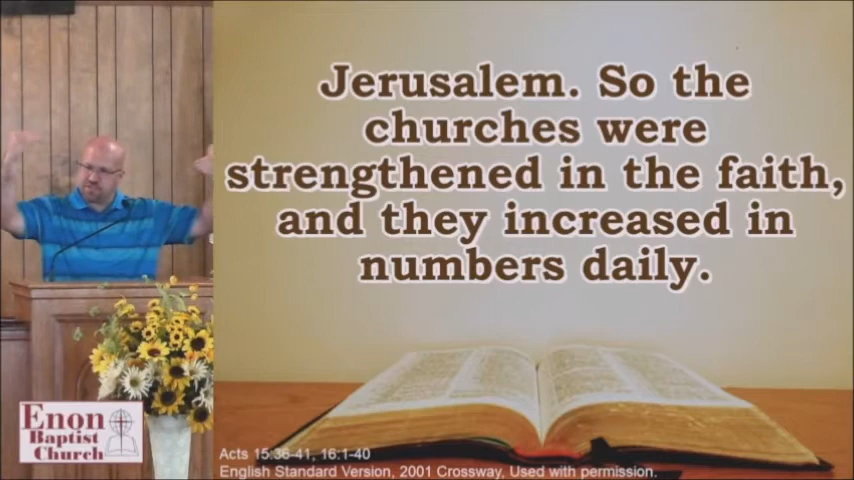 Jerusalem. So the
churches were
strengthened in the faith,
and they increased in
numbers daily.
Enon
Baptist
Church
Acts 15:36-41, 16:1-40
English Standard Version, 2001 Crossway, Used with permission.